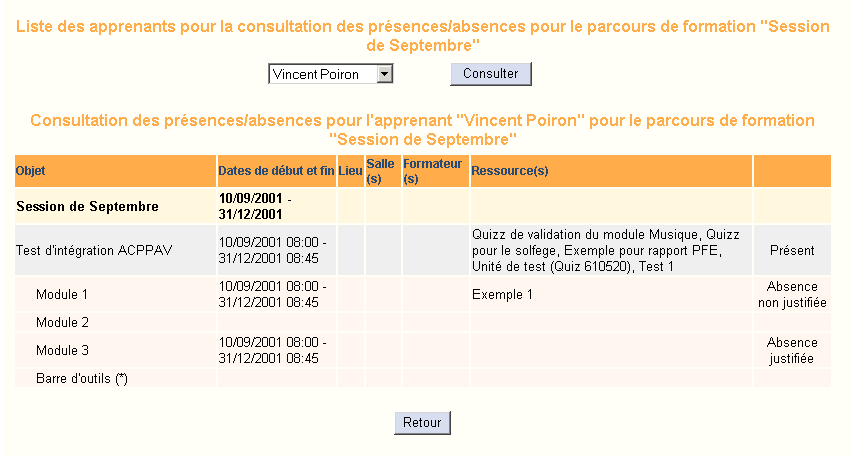 Liste des apprenants pour la consultation des présences/absences pour le parcours de formation "Session
de Septembre"
Vincent Poiron
Consulter
Consultation des présences/absences pour l'apprenant "Vincent Poiron" pour le parcours de formation
"Session de Septembre"
Objet Dates de début et fin Lieu Salle (s) Formateur (s) Ressource(s)
Session de Septembre 10/09/2001 -
31/12/2001
Test d'intégration ACPPAV 10/09/2001 08:00 -
31/12/2001 08:45
Quizz de validation du module Musique, Quizz
pour le solfege, Exemple pour rapport PFE,
Unité de test (Quiz 610520), Test 1
Présent
Module 1 10/09/2001 08:00 -
31/12/2001 08:45
Exemple 1
Absence
non justifiée
Module 2
Module 3 10/09/2001 08:00 -
31/12/2001 08:45
Absence
justifiée
Barre d'outils (*)
Retour